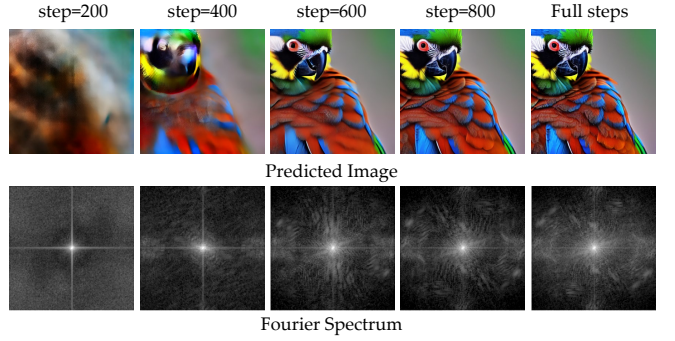 step=200 step=400 step=600 step=800 Full steps
Predicted Image
Fourier Spectrum